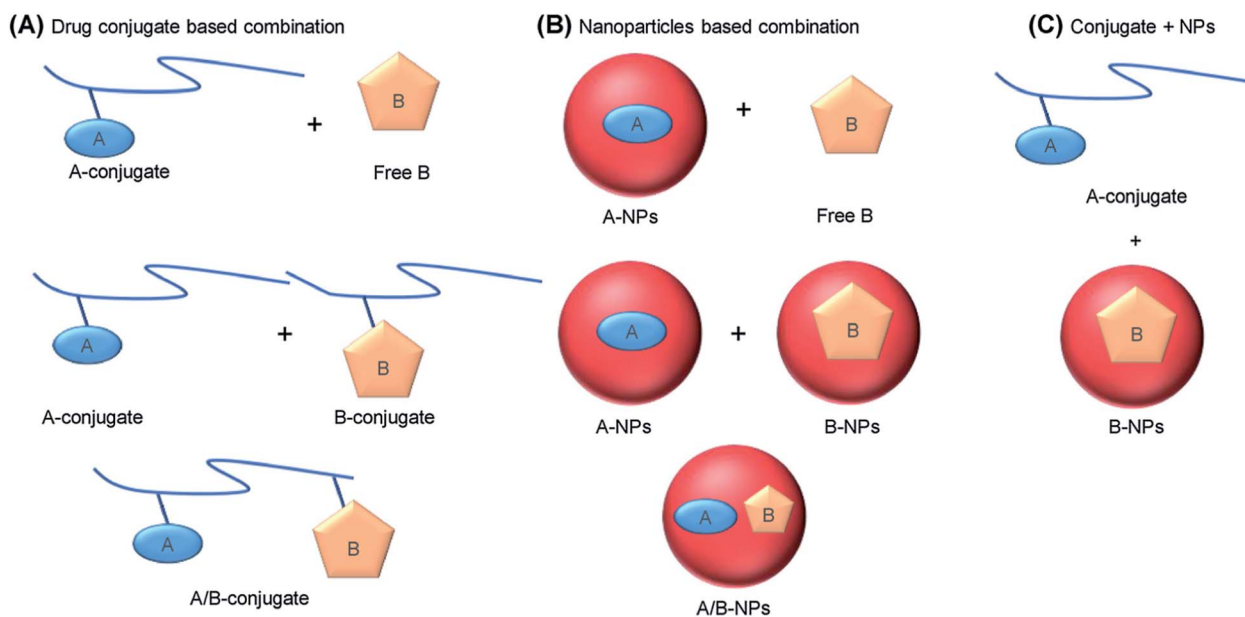 (A) Drug conjugate based combination
A
A-conjugate
+
B
Free B
A
A-conjugate
+
B
B-conjugate
A
B
A/B-conjugate
(B) Nanoparticles based combination
A
A-NPs
+
B
Free B
A
A-NPs
+
B
B-NPs
A
B
A/B-NPs
(C) Conjugate + NPs
A
A-conjugate
+
B
B-NPs